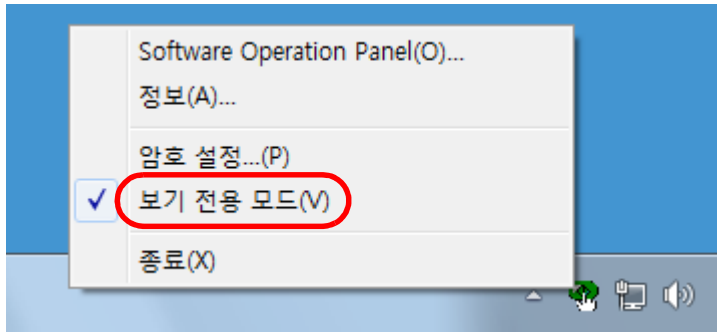 Software Operation Panel(O)...
정보(A)...
암호 설정...(P)
보기 전용 모드(V)
종료(X)